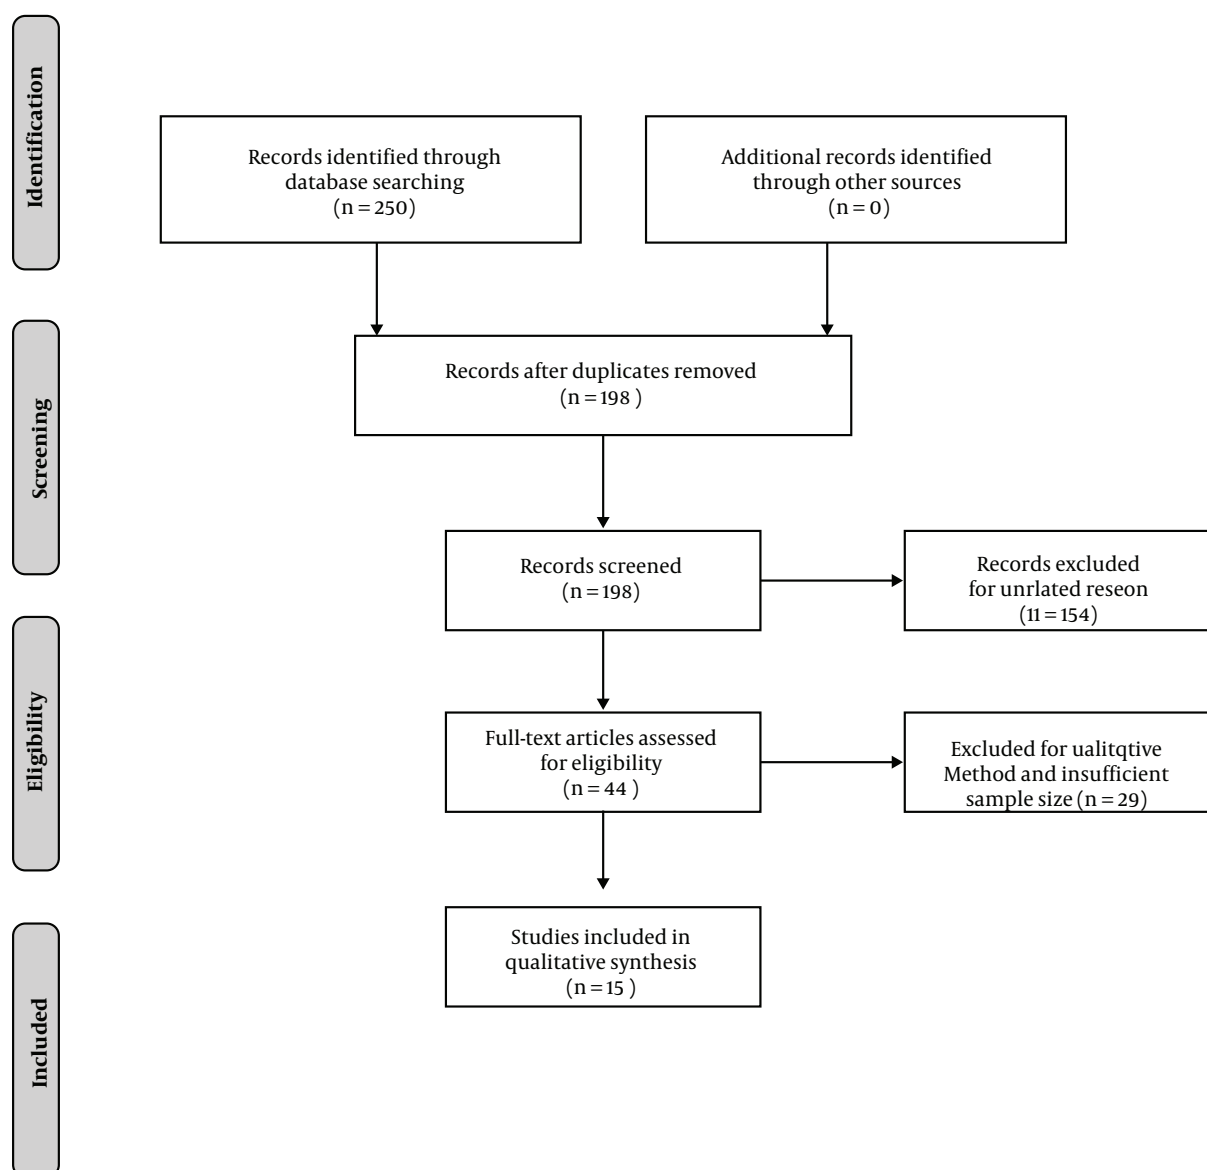 Identification
Records identified through
database searching
(n = 250)
Additional records identified
through other sources
(n = 0)
Screening
Records after duplicates removed
(n = 198 )
Records screened
(n = 198)
Records excluded
for unrlated reseon
(11 = 154)
Eligibility
Full-text articles assessed
for eligibility
(n = 44 )
Excluded for ualitqtive
Method and insufficient
sample size (n = 29)
Included
Studies included in
qualitative synthesis
(n = 15 )